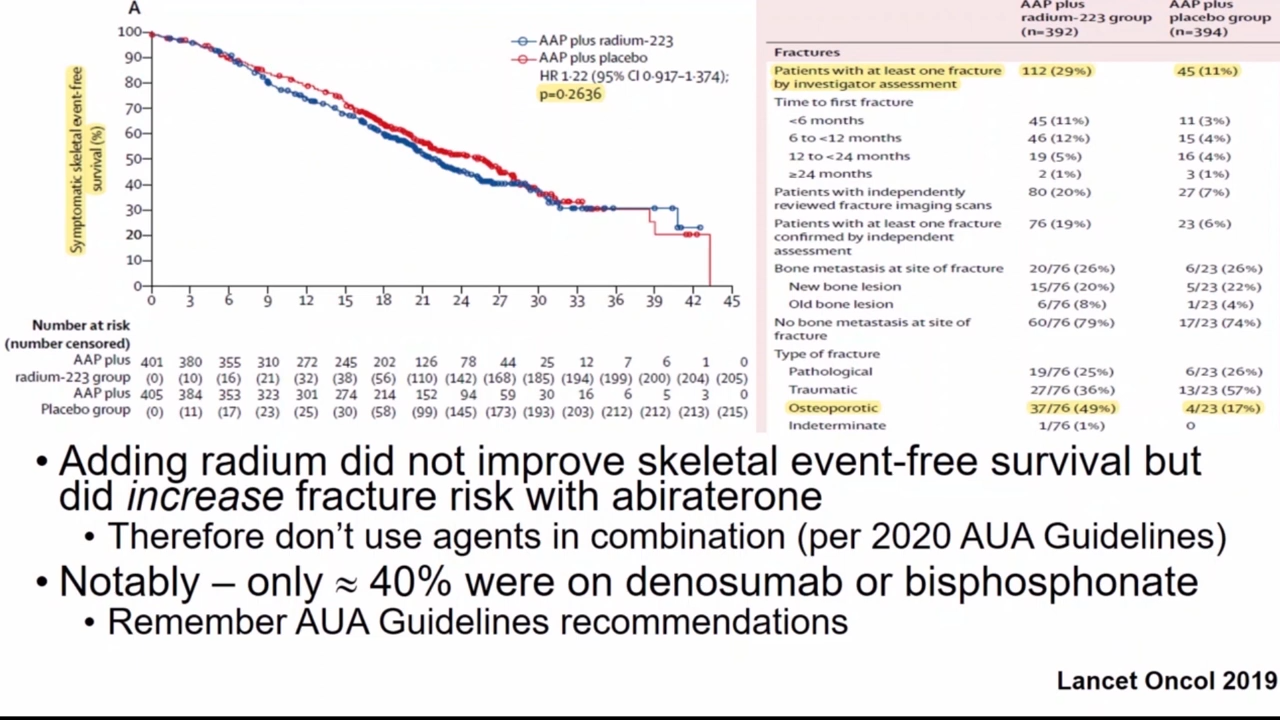 A
Symptomatic skeletal event-free
survival (%)
100
90
80
70
60
50
40
30
20
10
0
AAP plus radium-223
AAP plus placebo
HR 1·22 (95% CI 0·917–1·374);
p=0·2636
0 3 6 9 12 15 18 21 24 27 30 33 36 39 42 45
Number at risk
(number censored)
AAP plus 401 380 355 310 272 245 202 126 78 44 25 12 7 6 1 0
radium-223 group (0) (10) (16) (21) (32) (38) (56) (110) (142) (168) (185) (194) (199) (200) (204) (205)
AAP plus 405 384 353 323 301 274 214 152 94 59 30 16 6 5 3 0
Placebo group (0) (11) (17) (23) (25) (30) (58) (99) (145) (173) (193) (203) (212) (212) (213) (215)
AAP plus AAP plus
radium-223 group placebo group
(n=392) (n=394)
Fractures
Patients with at least one fracture 112 (29%) 45 (11%)
by investigator assessment
Time to first fracture
<6 months 45 (11%) 11 (3%)
6 to <12 months 46 (12%) 15 (4%)
12 to <24 months 19 (5%) 16 (4%)
≥24 months 2 (1%) 3 (1%)
Patients with independently 80 (20%) 27 (7%)
reviewed fracture imaging scans
Patients with at least one fracture 76 (19%) 23 (6%)
confirmed by independent
assessment
Bone metastasis at site of fracture 20/76 (26%) 6/23 (26%)
New bone lesion 15/76 (20%) 5/23 (22%)
Old bone lesion 6/76 (8%) 1/23 (4%)
No bone metastasis at site of 60/76 (79%) 17/23 (74%)
fracture
Type of fracture
Pathological 19/76 (25%) 6/23 (26%)
Traumatic 27/76 (36%) 13/23 (57%)
Osteoporotic 37/76 (49%) 4/23 (17%)
Indeterminate 1/76 (1%) 0
• Adding radium did not improve skeletal event-free survival but
did increase fracture risk with abiraterone
• Therefore don't use agents in combination (per 2020 AUA Guidelines)
• Notably – only ≈ 40% were on denosumab or bisphosphonate
• Remember AUA Guidelines recommendations
Lancet Oncol 2019